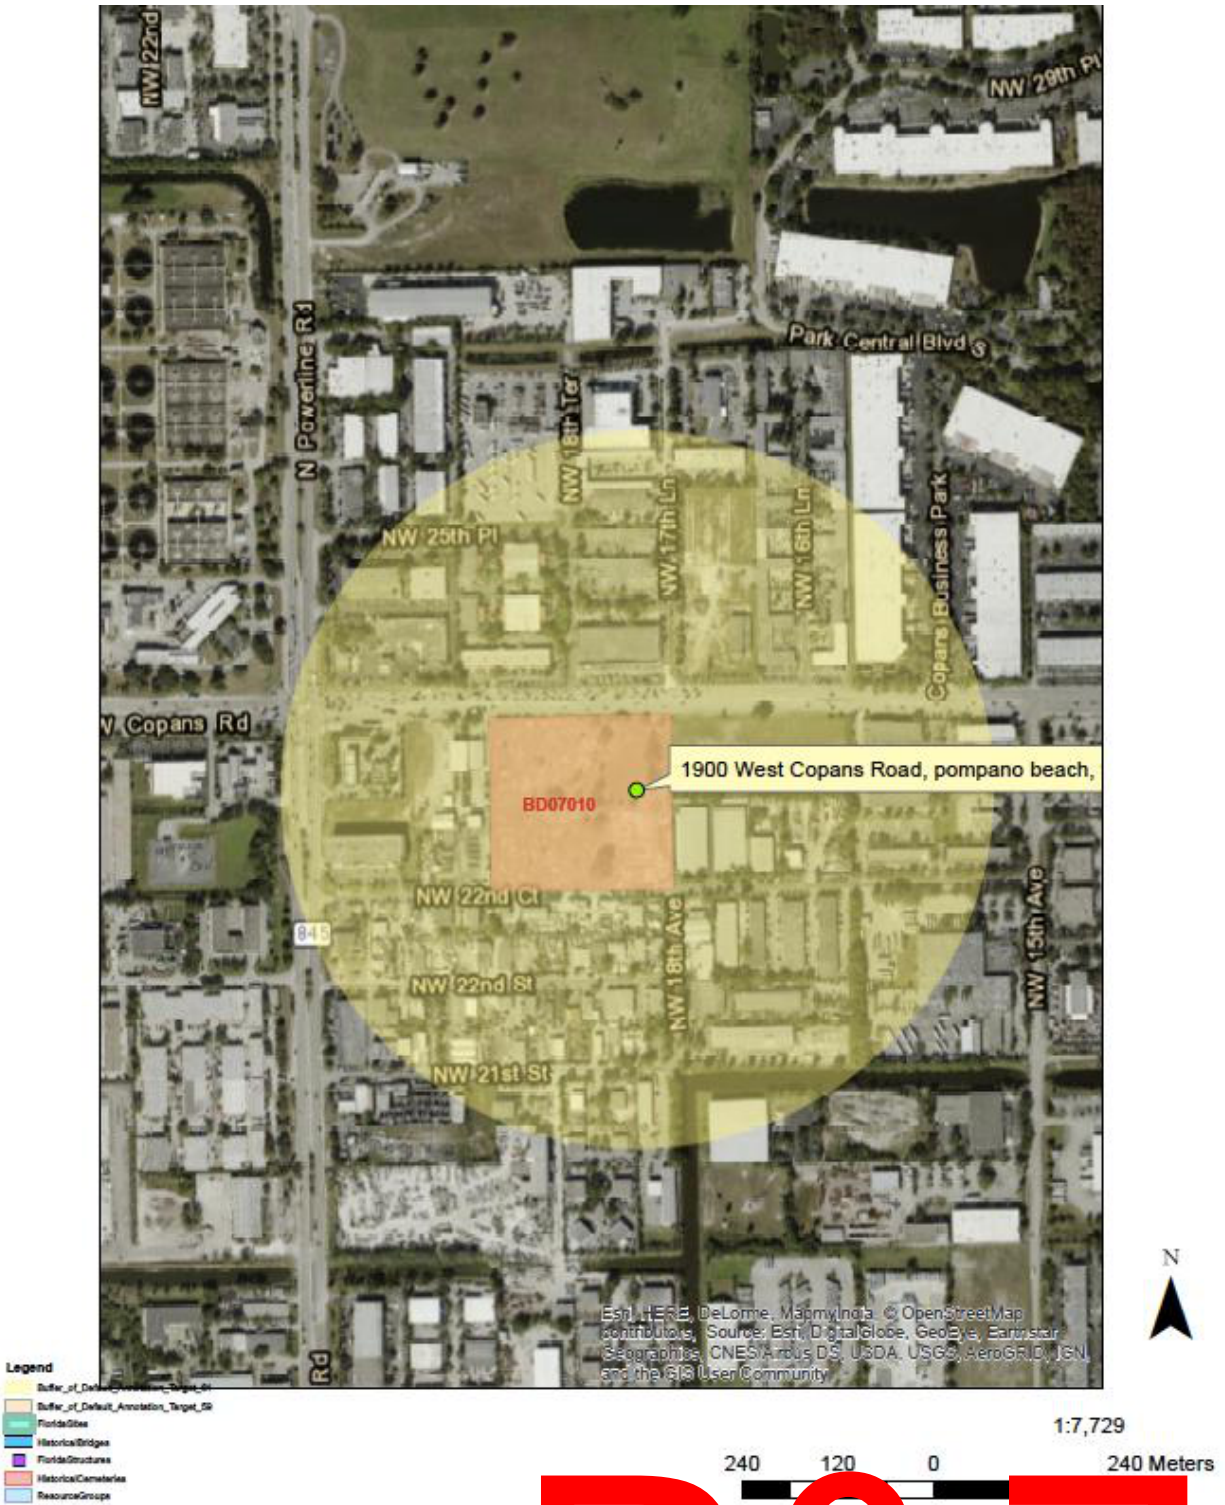 NW 22nd
NW 29th Pl
N Powerline Rd
Park Central Blvd S
NW 18th Ter
NW 17th Ln
NW 16th Ln
Copans Business Park
NW 25th Pl
W Copans Rd
1900 West Copans Road, pompano beach,
BD07010
NW 22nd Ct
845
NW 18th Ave
NW 15th Ave
NW 22nd St
NW 21st St
Rd
N
Esri, HERE, DeLorme, MapmyIndia, © OpenStreetMap
contributors, Source: Esri, DigitalGlobe, GeoEye, Earthstar
Geographics, CNES/Airbus DS, USDA, USGS, AeroGRID, IGN,
and the GIS User Community
Legend
Buffer_of_Default_Annotation_Target_61
Buffer_of_Default_Annotation_Target_59
FloridaSites
HistoricalBridges
FloridaStructures
HistoricalCemeteries
ResourceGroups
1:7,729
240 120 0 240 Meters